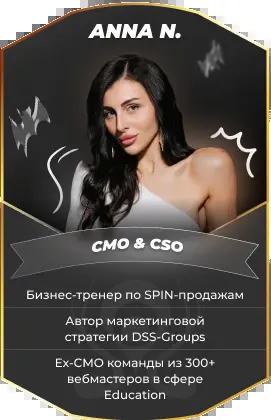 ANNA N.
CMO & CSO
Бизнес-тренер по SPIN-продажам
Автор маркетинговой
стратегии DSS-Groups
Ex-CMO команды из 300+
вебмастеров в сфере
Education